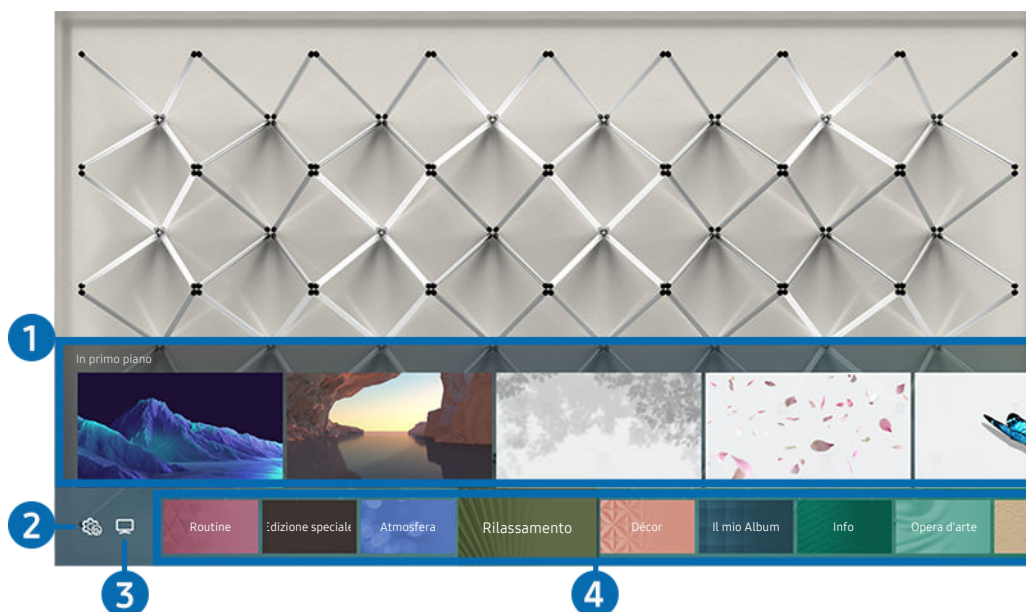 1
In primo piano
2
Routine
Edizione speciale
Atmosfera
Rilassamento
Décor
Il mio Album
Info
Opera d'arte
3
4